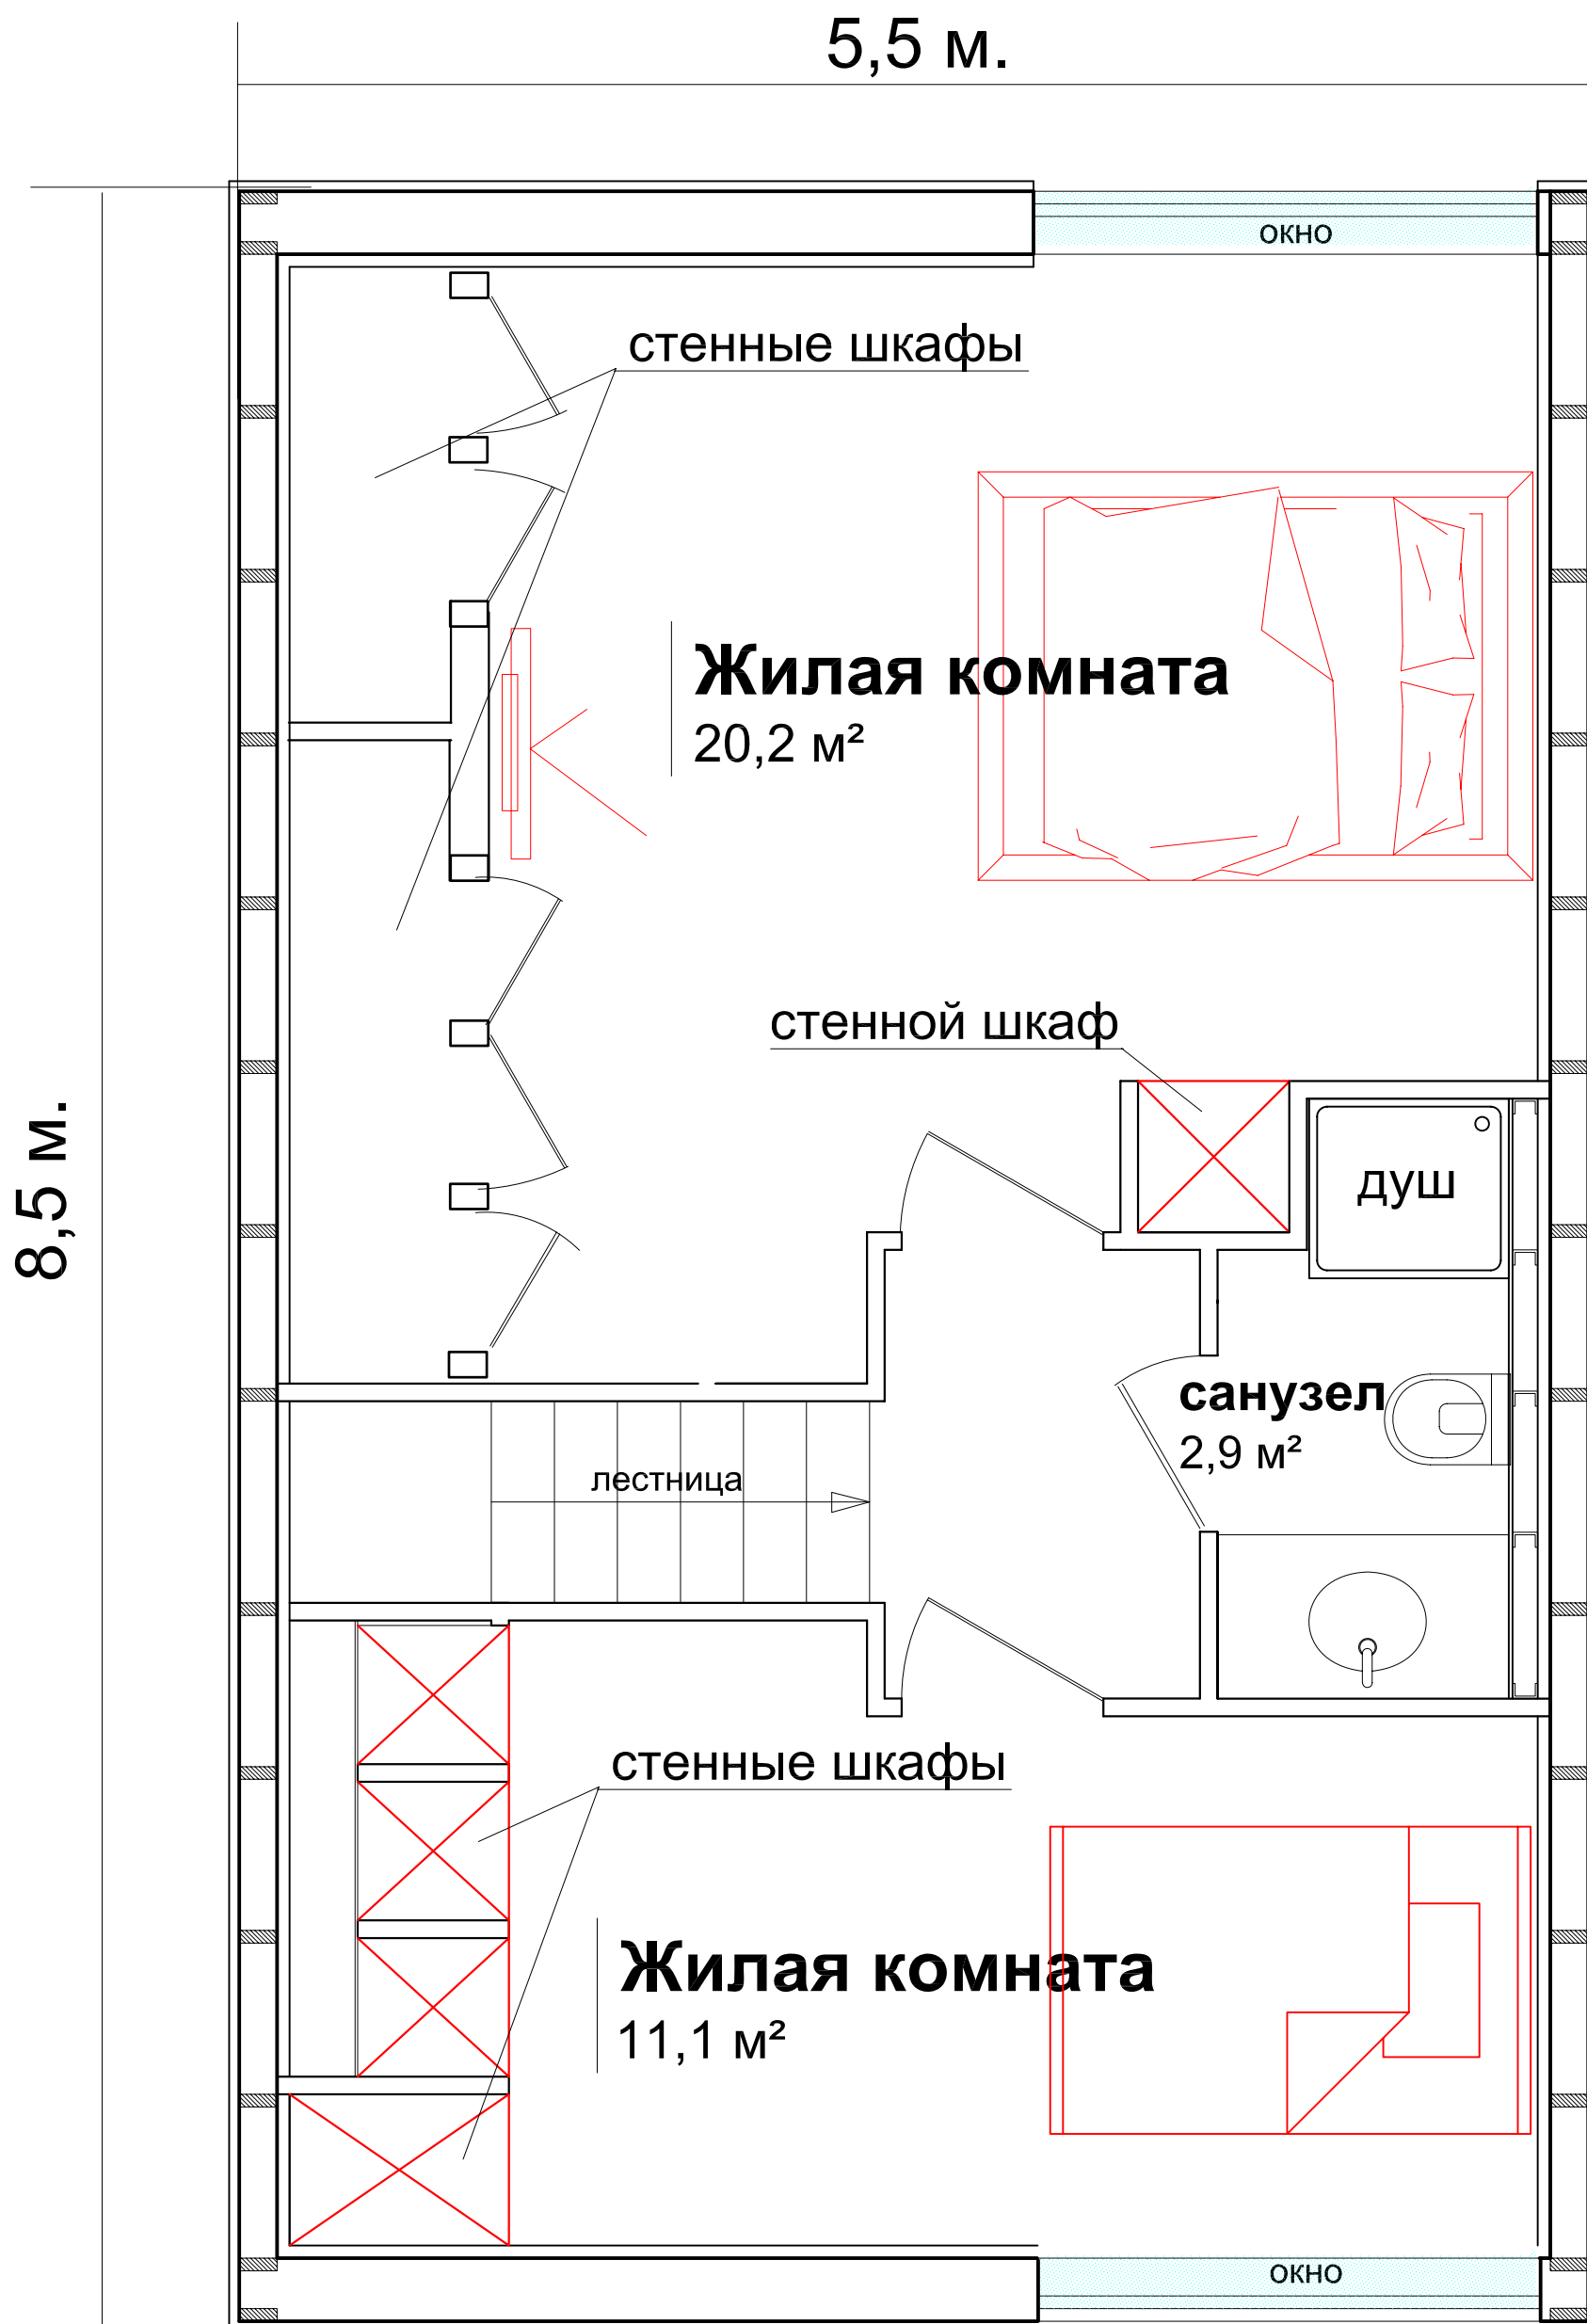 5,5 м.
окно
стенные шкафы
Жилая комната
20,2 м²
стенной шкаф
8,5 м.
душ
санузел
2,9 м²
лестница
стенные шкафы
Жилая комната
11,1 м²
окно